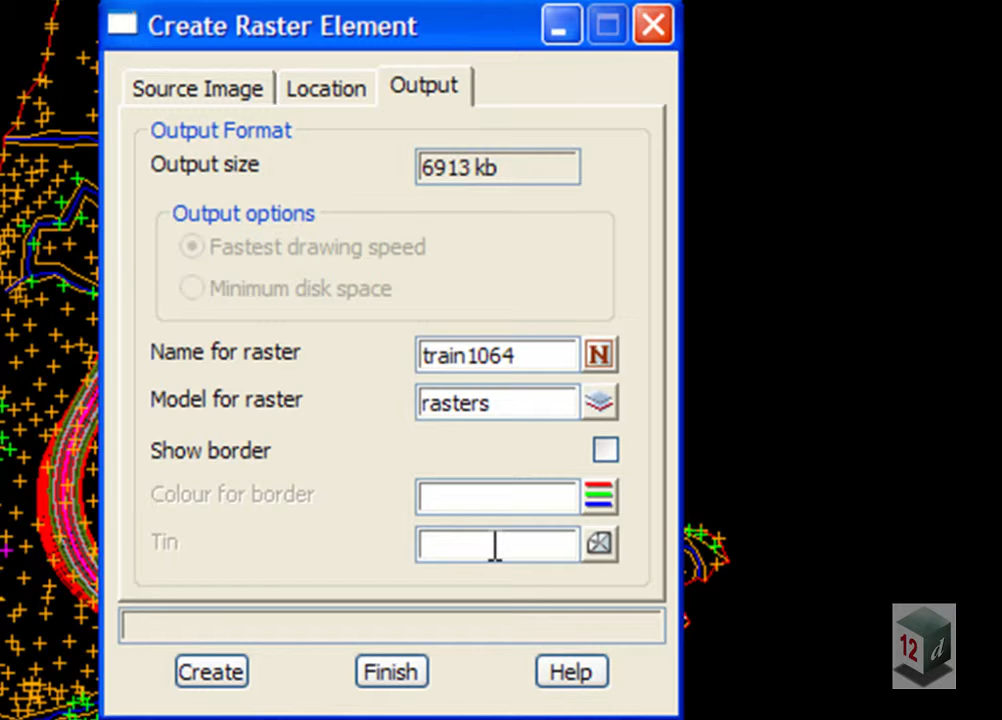 Create Raster Element
Source Image Location Output
Output Format
Output size 6913 kb
Output options
Fastest drawing speed
Minimum disk space
Name for raster train1064 N
Model for raster rasters
Show border
Colour for border
Tin
Create Finish Help
12 d